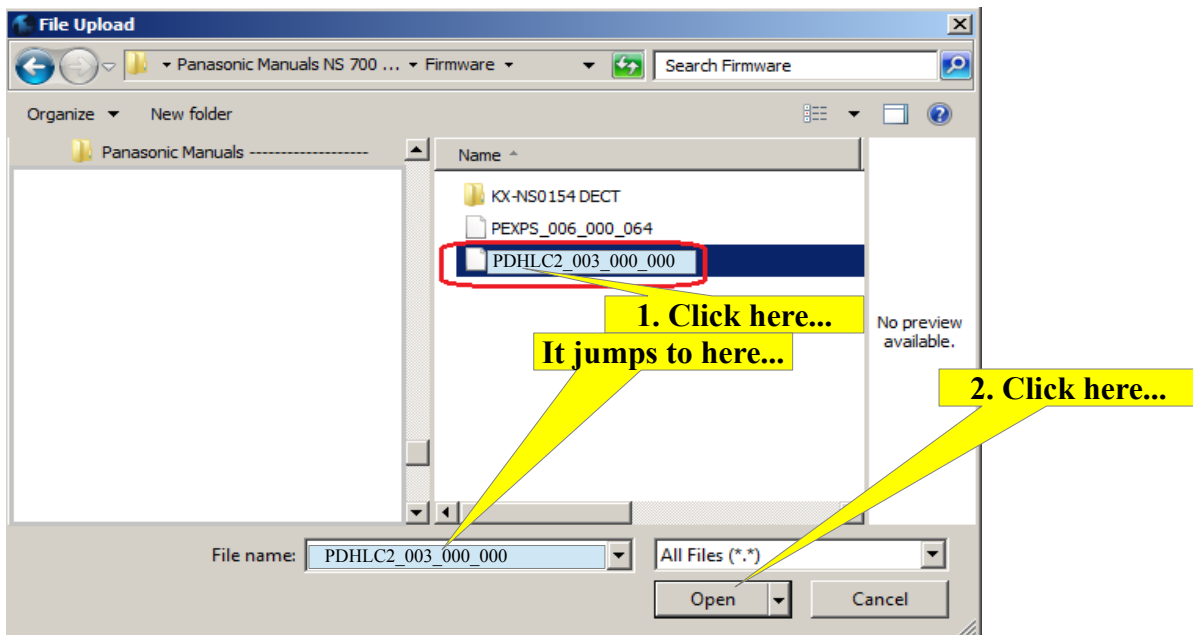 File Upload
Panasonic Manuals NS 700 ... Firmware
Search Firmware
Organize New folder
Panasonic Manuals -------------------
Name
KX-NS0154 DECT
PEXPS_006_000_064
PDHLC2_003_000_000
1. Click here...
It jumps to here...
No preview
available.
2. Click here...
File name: PDHLC2_003_000_000
All Files (*.*)
Open
Cancel